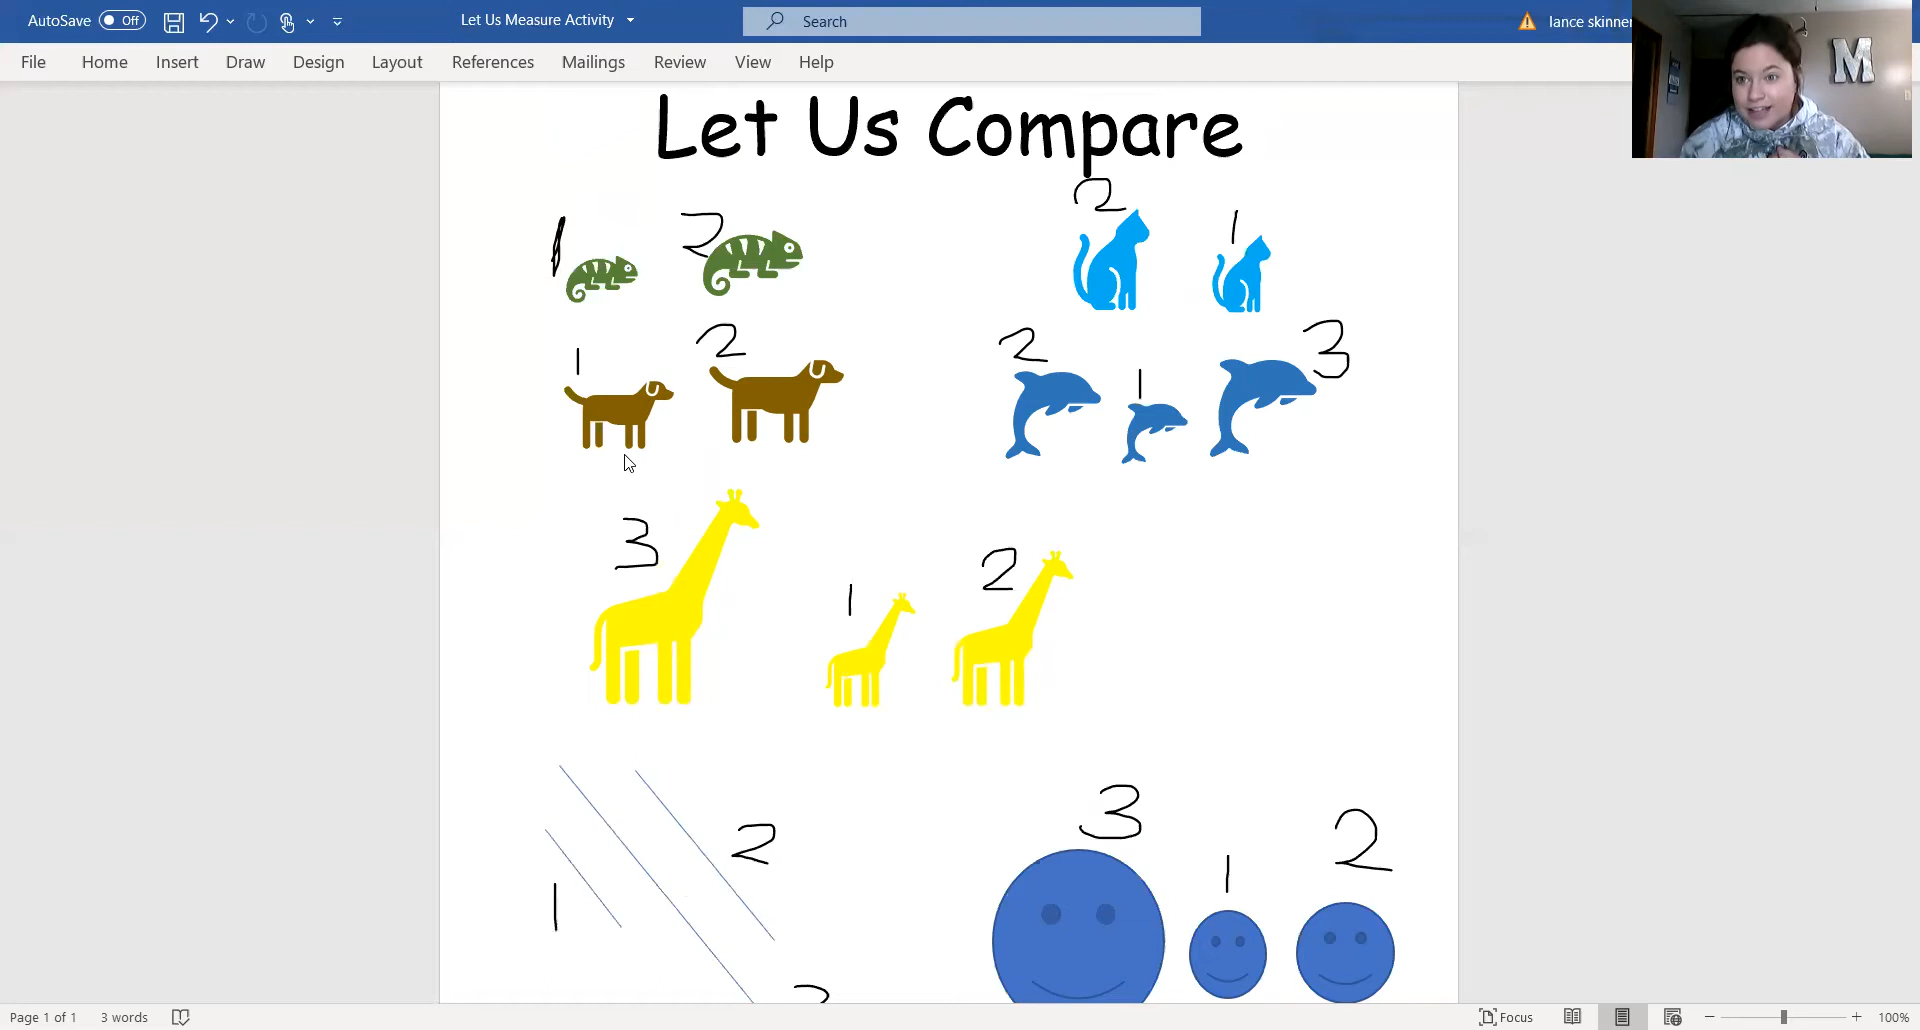 AutoSave Off Let Us Measure Activity Search lance skinner
File Home Insert Draw Design Layout References Mailings Review View Help
M
Let Us Compare
1 2 2 1
1 2 2 1 3
3 1 2
1 2 3 1 2
Page 1 of 1 3 words Focus 100%